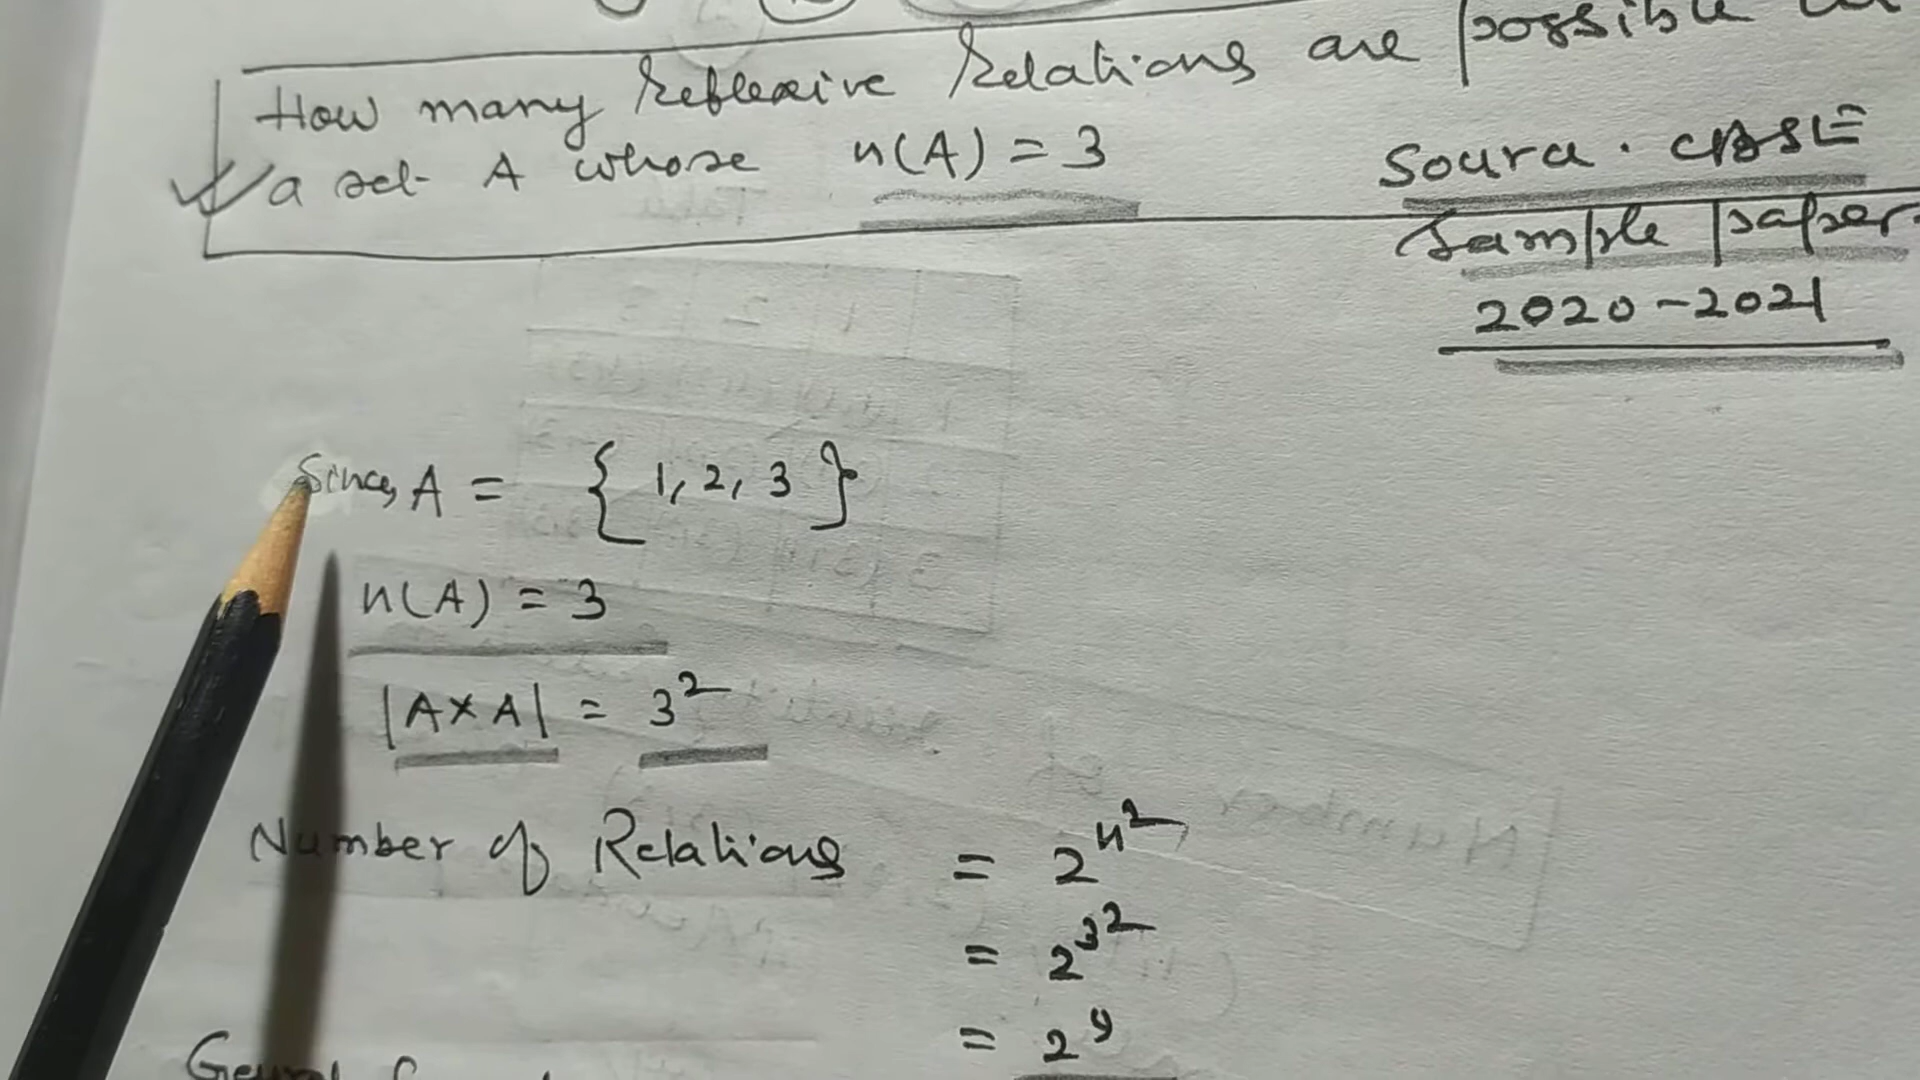 How many reflexive Relations are possible in
a set A whose n(A) = 3
Source . CBSE
Sample paper
2020-2021
Since, A = { 1, 2, 3 }
n(A) = 3
|A×A| = 3²
Number of Relations = 2^n²
= 2^3²
= 2^9